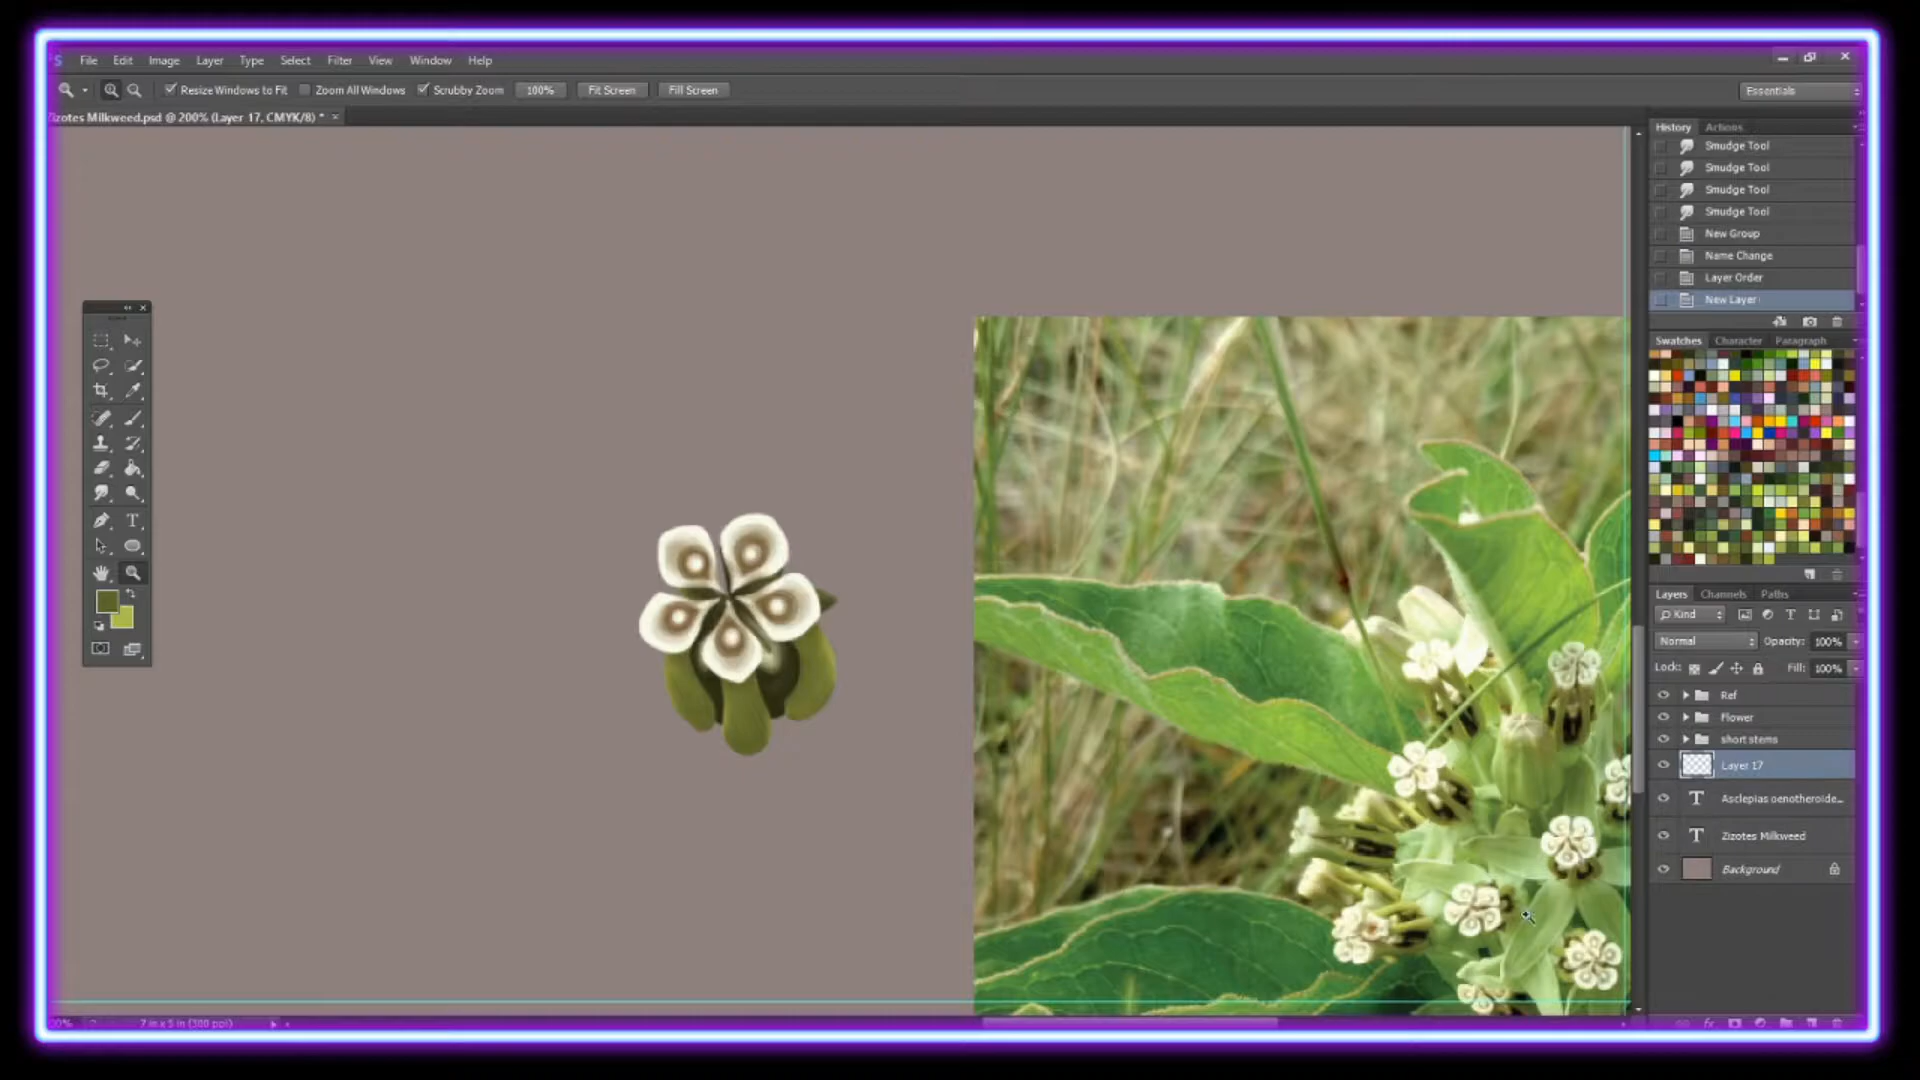 File Edit Image Layer Type Select Filter View Window Help
Resize Windows to Fit Zoom All Windows Scrubby Zoom 100% Fit Screen Fill Screen Essentials
Zizotes Milkweed.psd @ 200% (Layer 17, CMYK/8) * ×
History Actions
Smudge Tool
Smudge Tool
Smudge Tool
Smudge Tool
New Group
Name Change
Layer Order
New Layer
Swatches Character Paragraph
Layers Channels Paths
Kind
Normal Opacity: 100%
Lock: Fill: 100%
Ref
Flower
short stems
Layer 17
Asclepias oenotheroide...
Zizotes Milkweed
Background
7 in x 5 in (300 ppi)